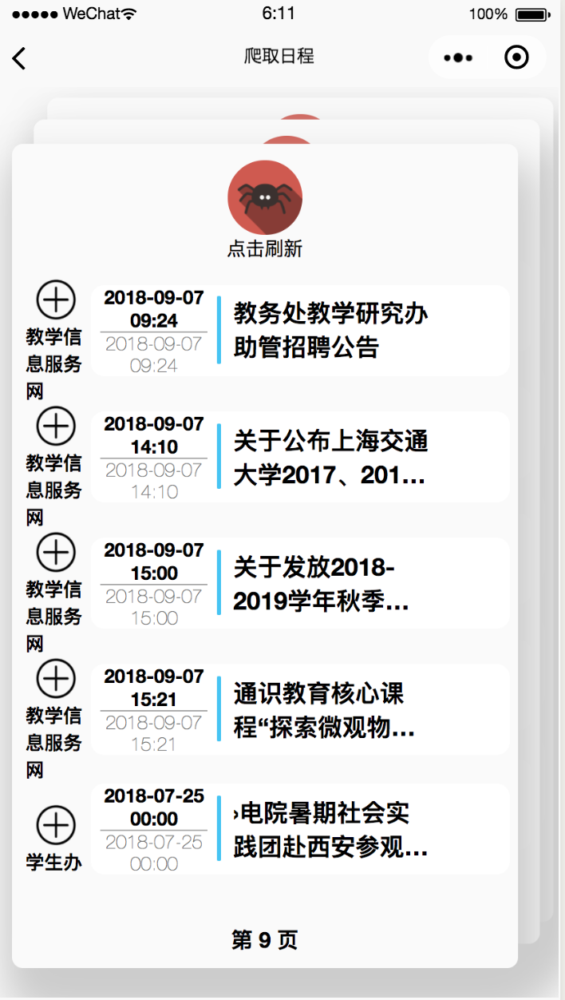 WeChat 6:11 100%
爬取日程
点击刷新
2018-09-07
09:24
2018-09-07
09:24
教学信
息服务
网
教务处教学研究办
助管招聘公告
2018-09-07
14:10
2018-09-07
14:10
教学信
息服务
网
关于公布上海交通
大学2017、201...
2018-09-07
15:00
2018-09-07
15:00
教学信
息服务
网
关于发放2018-
2019学年秋季...
2018-09-07
15:21
2018-09-07
15:21
教学信
息服务
网
通识教育核心课
程“探索微观物...
2018-07-25
00:00
2018-07-25
00:00
学生办
›电院暑期社会实
践团赴西安参观...
第 9 页